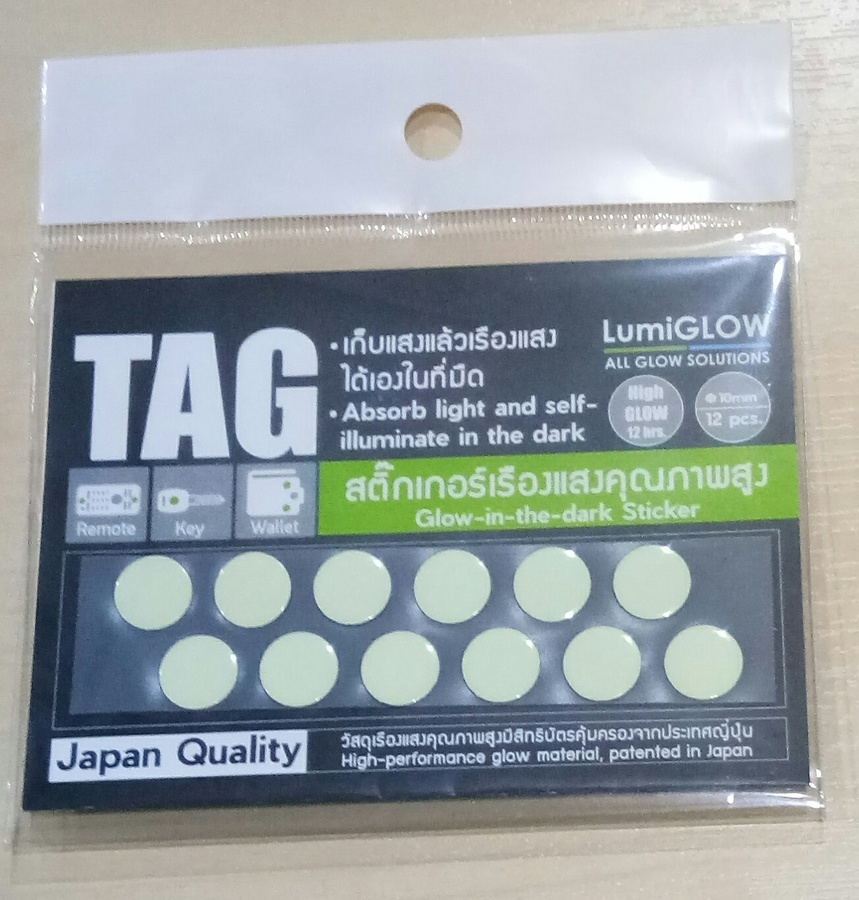 TAG
•เก็บแสงแล้วเรืองแสง
ได้เองในที่มืด
•Absorb light and self-
illuminate in the dark
LumiGLOW
ALL GLOW SOLUTIONS
High
GLOW
12 hrs.
Φ 10mm
12 pcs.
Remote
Key
Wallet
สติ๊กเกอร์เรืองแสงคุณภาพสูง
Glow-in-the-dark Sticker
Japan Quality
วัสดุเรืองแสงคุณภาพสูงมีสิทธิบัตรคุ้มครองจากประเทศญี่ปุ่น
High-performance glow material, patented in Japan